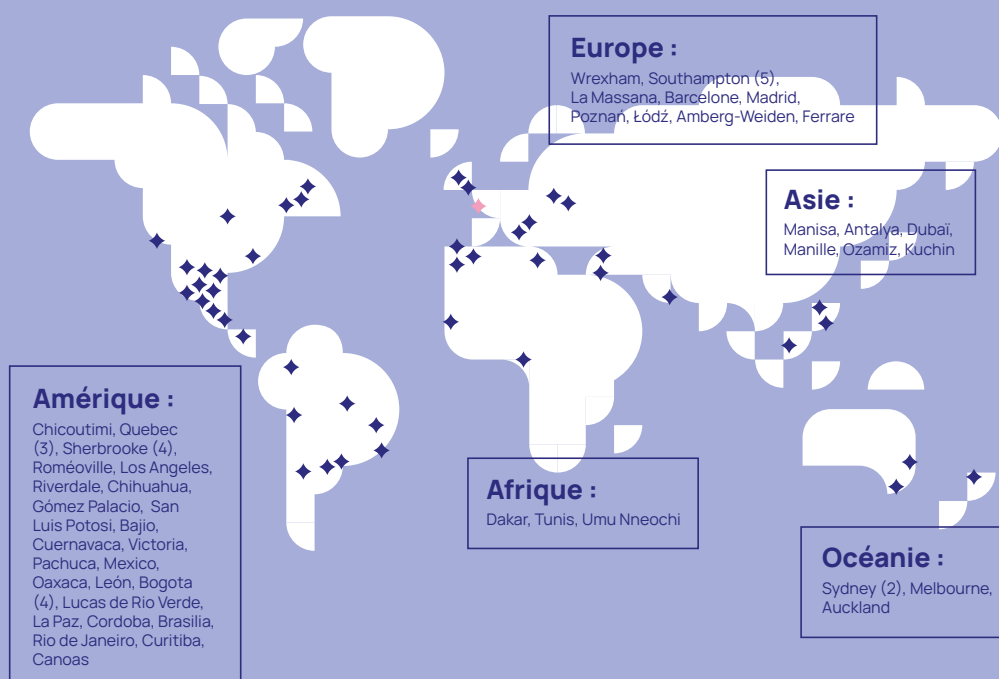 Europe :
Wrexham, Southampton (5),
La Massana, Barcelone, Madrid,
Poznań, Łódź, Amberg-Weiden, Ferrare
Asie :
Manisa, Antalya, Dubaï,
Manille, Ozamiz, Kuchin
Amérique :
Chicoutimi, Quebec
(3), Sherbrooke (4),
Roméoville, Los Angeles,
Riverdale, Chihuahua,
Gómez Palacio, San
Luis Potosi, Bajio,
Cuernavaca, Victoria,
Pachuca, Mexico,
Oaxaca, León, Bogota
(4), Lucas de Rio Verde,
La Paz, Cordoba, Brasilia,
Rio de Janeiro, Curitiba,
Canoas
Afrique :
Dakar, Tunis, Umu Nneochi
Océanie :
Sydney (2), Melbourne,
Auckland